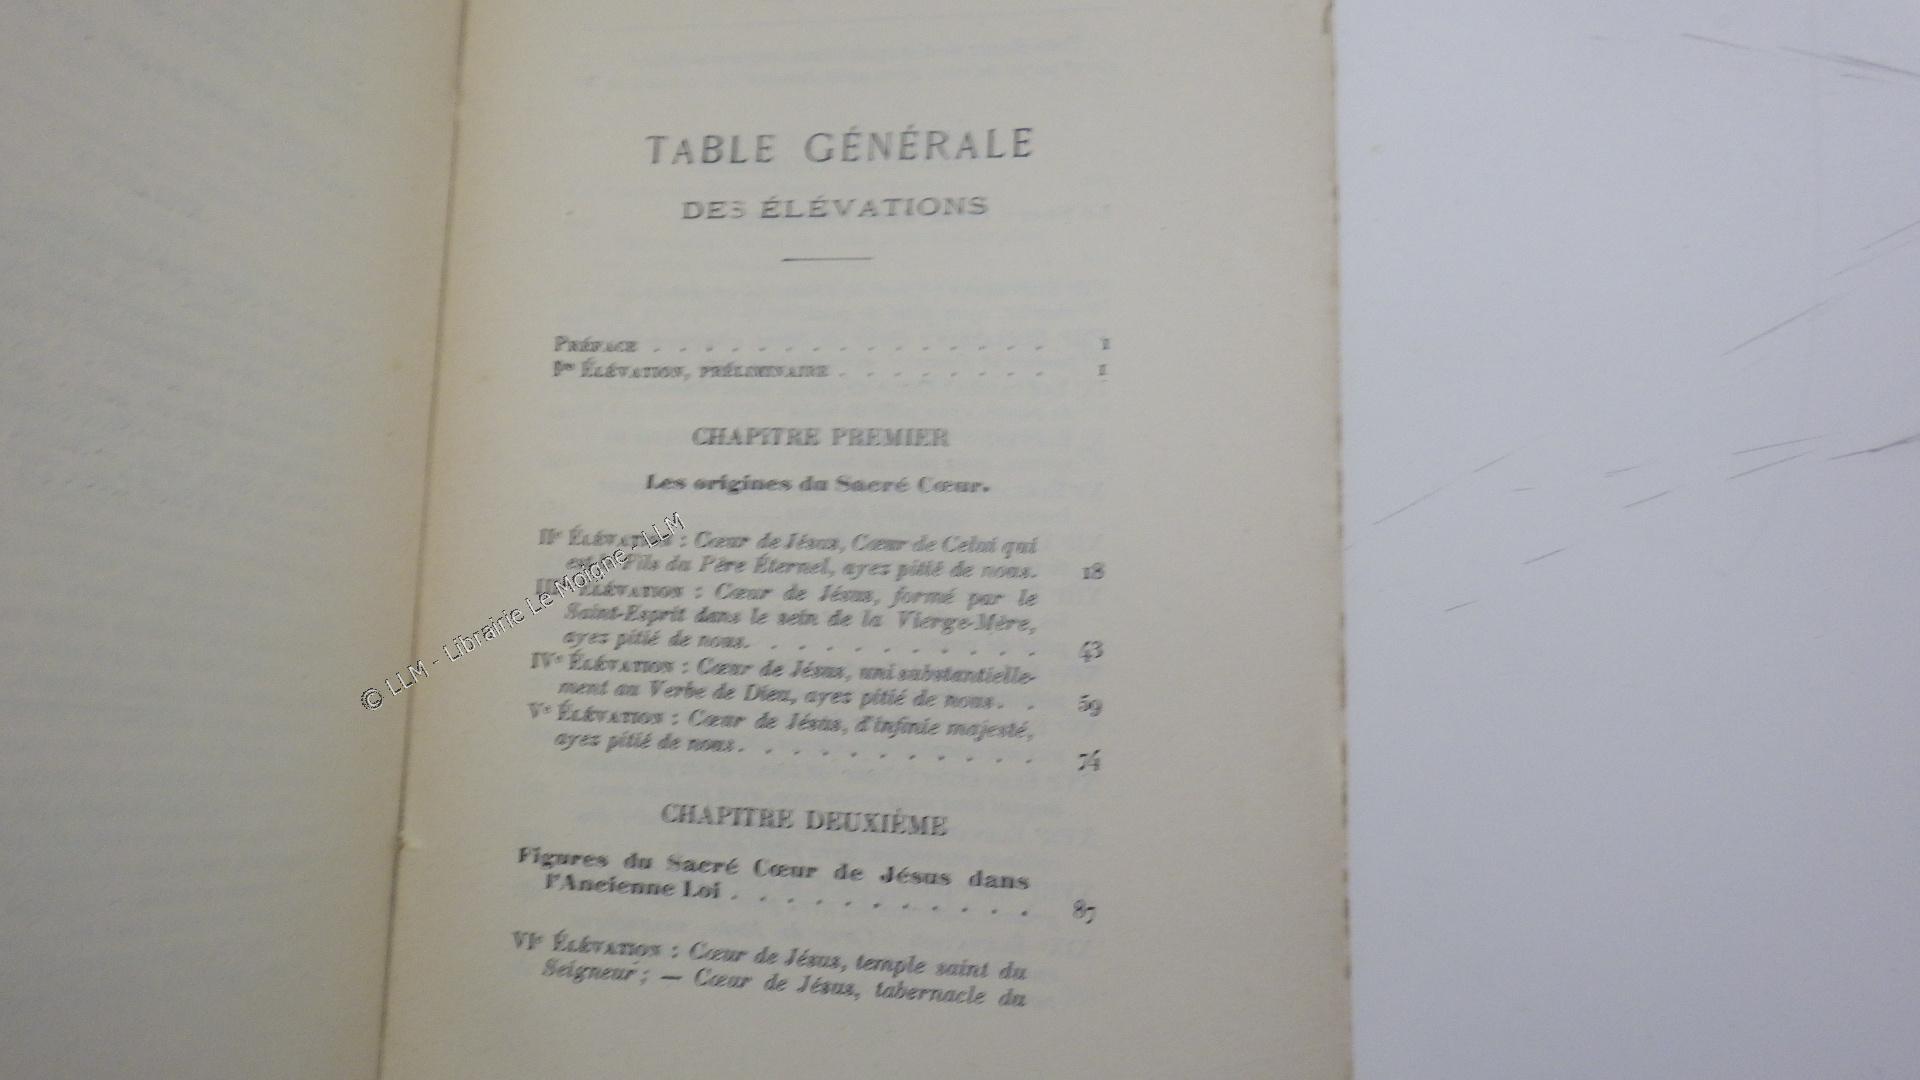 TABLE GÉNÉRALE
DES ÉLÉVATIONS
PRÉFACE . . . . . . . . . . . . . . . 1
Ire ÉLÉVATION, PRÉLIMINAIRE . . . . . . . . 1
CHAPITRE PREMIER
Les origines du Sacré Cœur.
IIe ÉLÉVATION : Cœur de Jésus, Cœur de Celui qui
est le Fils du Père Éternel, ayez pitié de nous. 18
IIIe ÉLÉVATION : Cœur de Jésus, formé par le
Saint-Esprit dans le sein de la Vierge-Mère,
ayez pitié de nous. . . . . . . . . . . 43
IVe ÉLÉVATION : Cœur de Jésus, uni substantielle-
ment au Verbe de Dieu, ayez pitié de nous. . 59
Ve ÉLÉVATION : Cœur de Jésus, d'infinie majesté,
ayez pitié de nous. . . . . . . . . . . . 74
CHAPITRE DEUXIÈME
Figures du Sacré Cœur de Jésus dans
l'Ancienne Loi . . . . . . . . . . . 87
VIe ÉLÉVATION : Cœur de Jésus, temple saint du
Seigneur ; — Cœur de Jésus, tabernacle du
© LLM - Librairie Le Moigne - LLM